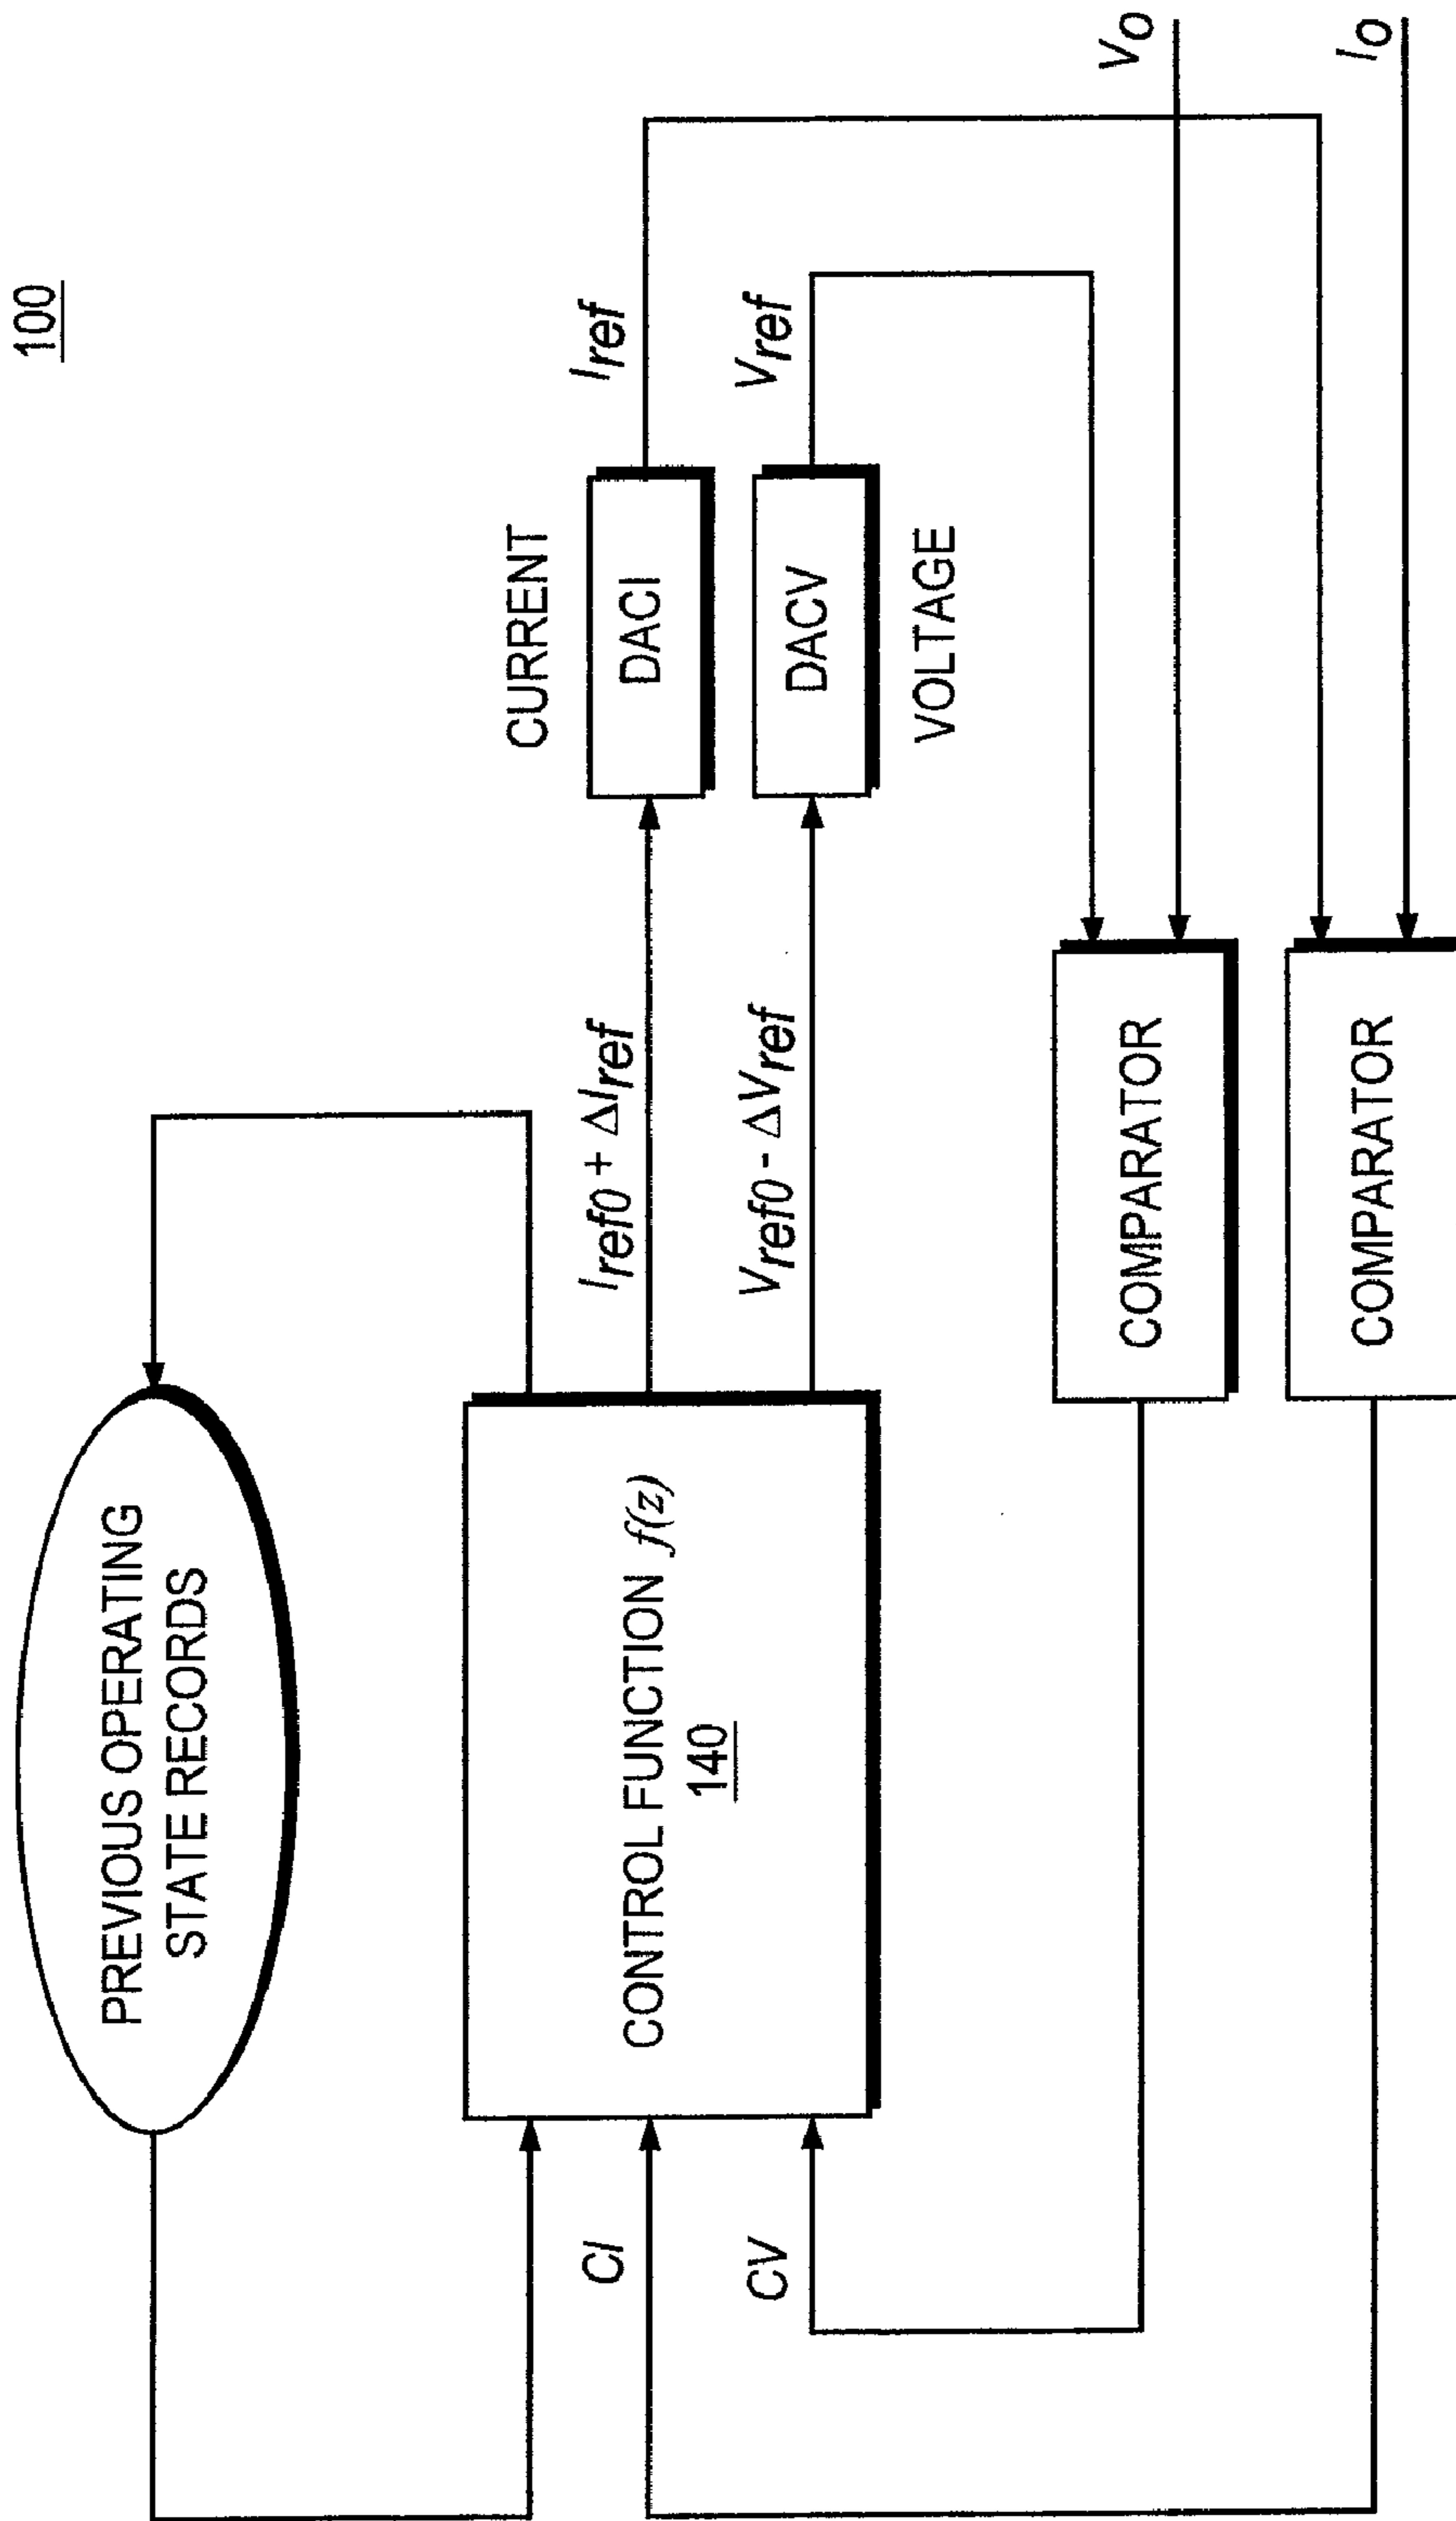 100
PREVIOUS OPERATING
STATE RECORDS
CURRENT
CI
CONTROL FUNCTION f(z)
140
Iref0 + ΔIref
DACI
Iref
CV
Vref0 - ΔVref
DACV
Vref
VOLTAGE
COMPARATOR
Vo
COMPARATOR
Io